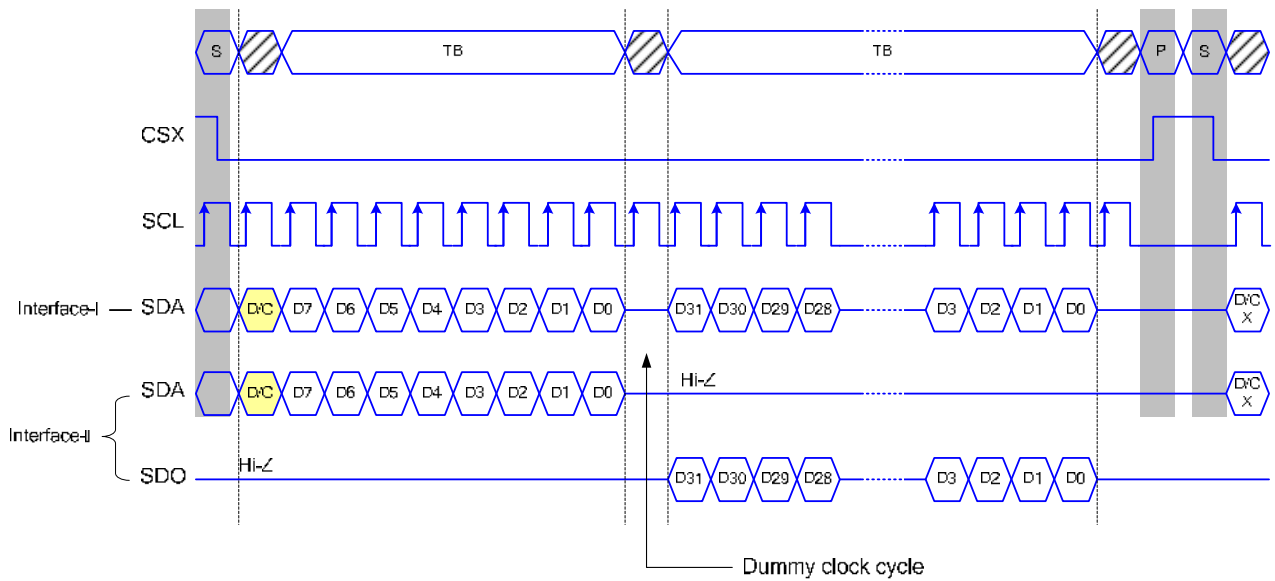 S TB TB P S
CSX
SCL
Interface-I SDA D/C D7 D6 D5 D4 D3 D2 D1 D0 D31 D30 D29 D28 D3 D2 D1 D0 D/C X
SDA D/C D7 D6 D5 D4 D3 D2 D1 D0 Hi-Z D/C X
Interface-II
SDO Hi-Z D31 D30 D29 D28 D3 D2 D1 D0
Dummy clock cycle